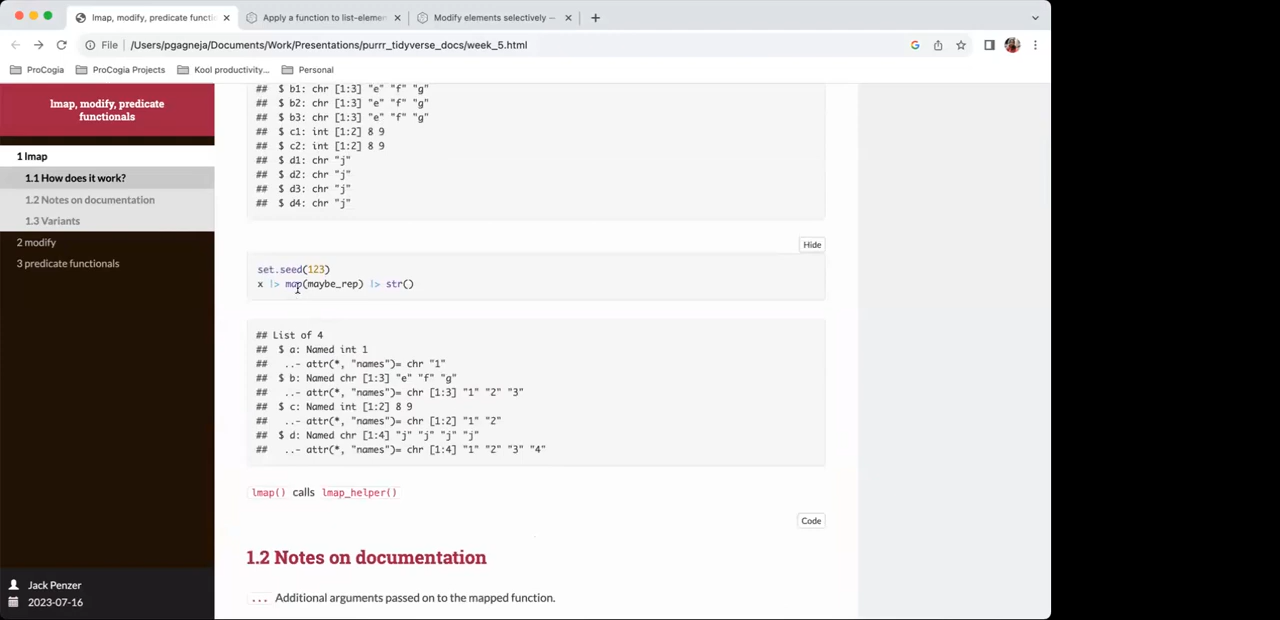 lmap, modify, predicate functi
Apply a function to list-elemen
Modify elements selectively —
File /Users/pgagneja/Documents/Work/Presentations/purrr_tidyverse_docs/week_5.html
ProCogia
ProCogia Projects
Kool productivity...
Personal
lmap, modify, predicate
functionals
1 lmap
1.1 How does it work?
1.2 Notes on documentation
1.3 Variants
2 modify
3 predicate functionals
Jack Penzer
2023-07-16
## $ b1: chr [1:3] "e" "f" "g"
## $ b2: chr [1:3] "e" "f" "g"
## $ b3: chr [1:3] "e" "f" "g"
## $ c1: int [1:2] 8 9
## $ c2: int [1:2] 8 9
## $ d1: chr "j"
## $ d2: chr "j"
## $ d3: chr "j"
## $ d4: chr "j"
Hide
set.seed(123)
x |> map(maybe_rep) |> str()
## List of 4
## $ a: Named int 1
## ..- attr(*, "names")= chr "1"
## $ b: Named chr [1:3] "e" "f" "g"
## ..- attr(*, "names")= chr [1:3] "1" "2" "3"
## $ c: Named int [1:2] 8 9
## ..- attr(*, "names")= chr [1:2] "1" "2"
## $ d: Named chr [1:4] "j" "j" "j" "j"
## ..- attr(*, "names")= chr [1:4] "1" "2" "3" "4"
lmap() calls lmap_helper()
Code
1.2 Notes on documentation
... Additional arguments passed on to the mapped function.